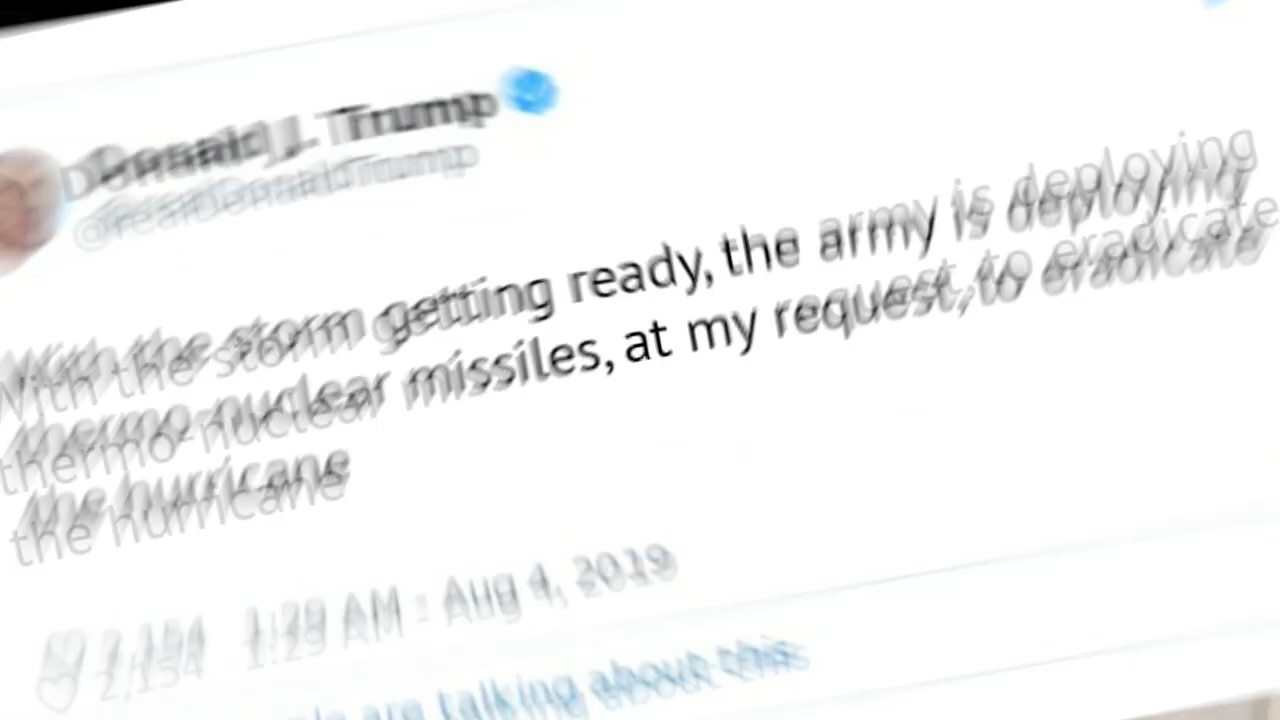 Donald J. Trump
@realDonaldTrump
With the storm getting ready, the army is deploying
thermo-nuclear missiles, at my request, to eradicate
the hurricane
2,154 1:29 AM · Aug 4, 2019
are talking about this